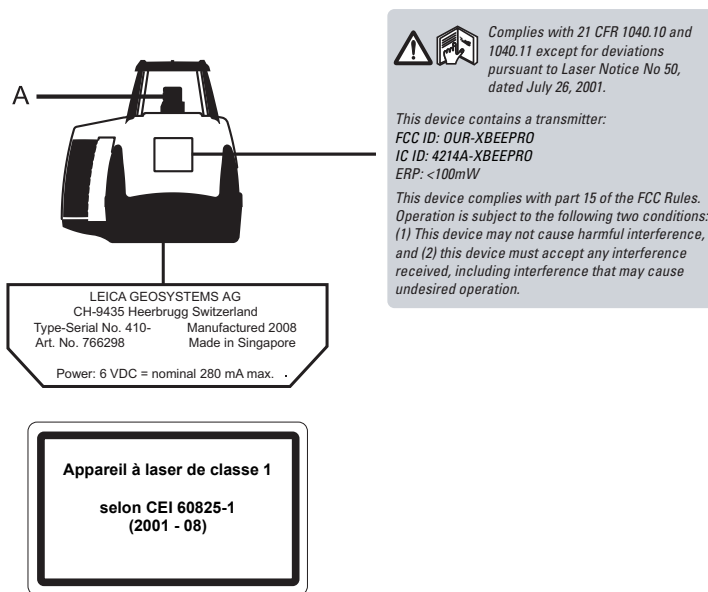 A
Complies with 21 CFR 1040.10 and
1040.11 except for deviations
pursuant to Laser Notice No 50,
dated July 26, 2001.
This device contains a transmitter:
FCC ID: OUR-XBEEPRO
IC ID: 4214A-XBEEPRO
ERP: <100mW
This device complies with part 15 of the FCC Rules.
Operation is subject to the following two conditions:
(1) This device may not cause harmful interference,
and (2) this device must accept any interference
received, including interference that may cause
undesired operation.
LEICA GEOSYSTEMS AG
CH-9435 Heerbrugg Switzerland
Type-Serial No. 410- Manufactured 2008
Art. No. 766298 Made in Singapore
Power: 6 VDC = nominal 280 mA max. .
Appareil à laser de classe 1
selon CEI 60825-1
(2001 - 08)